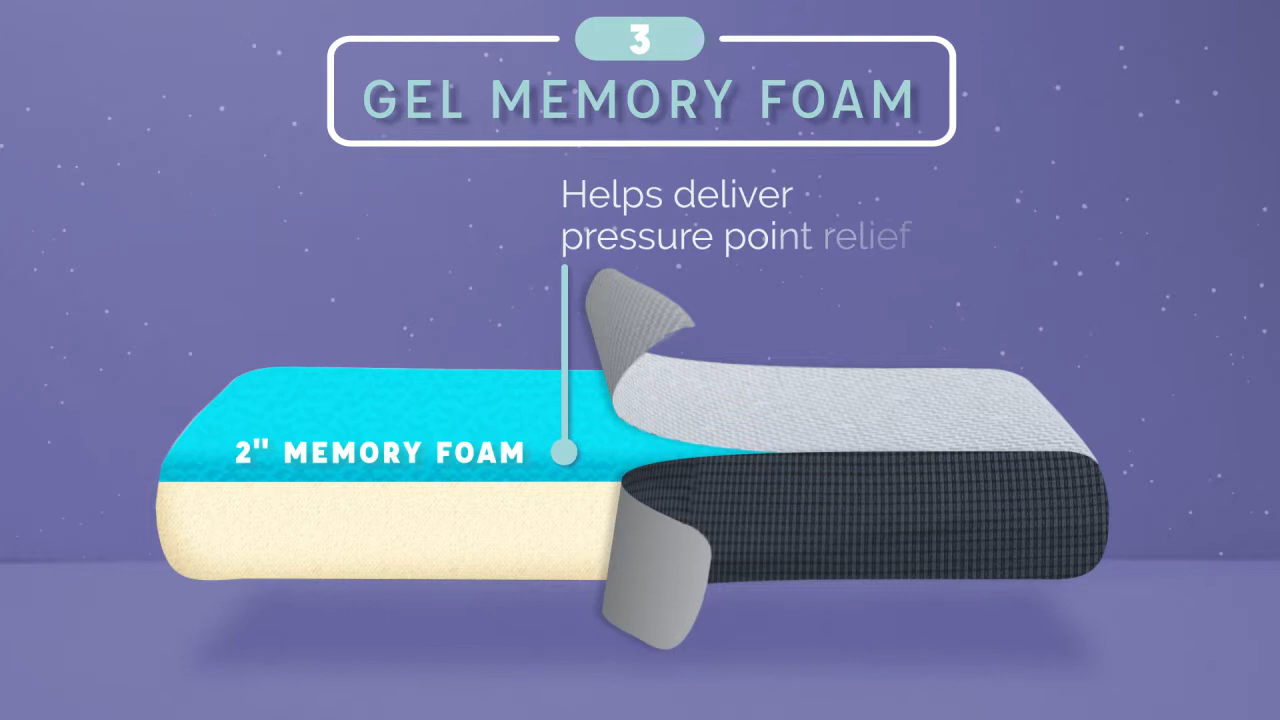 3
GEL MEMORY FOAM
Helps deliver
pressure point relief
2" MEMORY FOAM